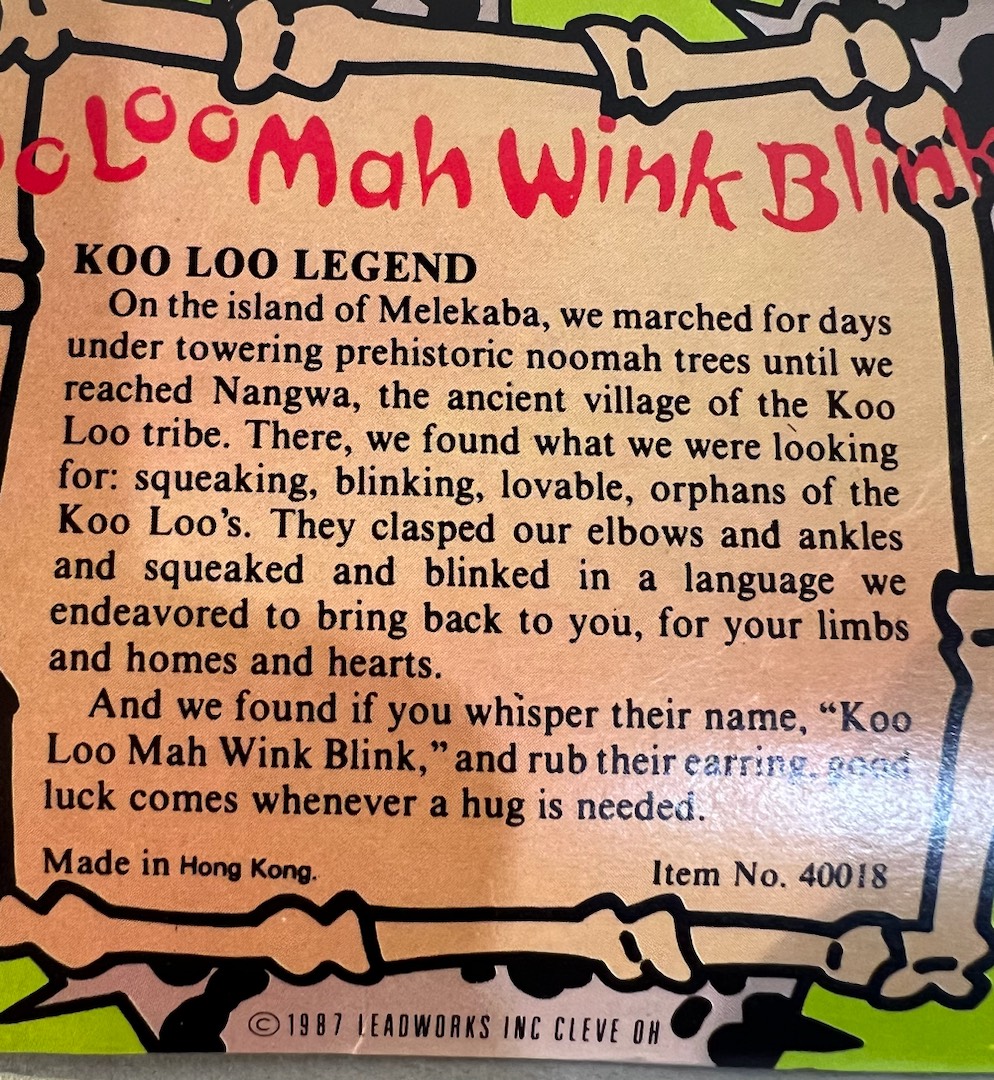 oo Loo Mah Wink Blink
KOO LOO LEGEND
On the island of Melekaba, we marched for days
under towering prehistoric noomah trees until we
reached Nangwa, the ancient village of the Koo
Loo tribe. There, we found what we were looking
for: squeaking, blinking, lovable, orphans of the
Koo Loo's. They clasped our elbows and ankles
and squeaked and blinked in a language we
endeavored to bring back to you, for your limbs
and homes and hearts.
And we found if you whisper their name, “Koo
Loo Mah Wink Blink,” and rub their earring, good
luck comes whenever a hug is needed.
Made in Hong Kong. Item No. 40018
© 1987 LEADWORKS INC CLEVE OH